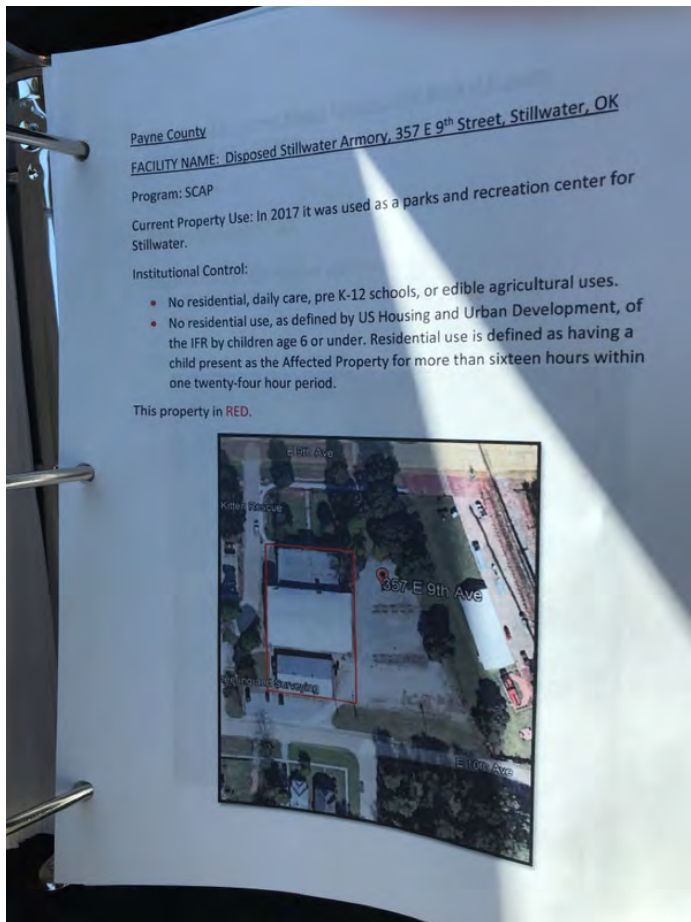 Payne County
FACILITY NAME: Disposed Stillwater Armory, 357 E 9th Street, Stillwater, OK
Program: SCAP
Current Property Use: In 2017 it was used as a parks and recreation center for
Stillwater.
Institutional Control:
• No residential, daily care, pre K-12 schools, or edible agricultural uses.
• No residential use, as defined by US Housing and Urban Development, of
the IFR by children age 6 or under. Residential use is defined as having a
child present as the Affected Property for more than sixteen hours within
one twenty-four hour period.
This property in RED.
E 9th Ave
Kitten Rescue
357 E 9th Ave
and Surveying
E 10th Ave